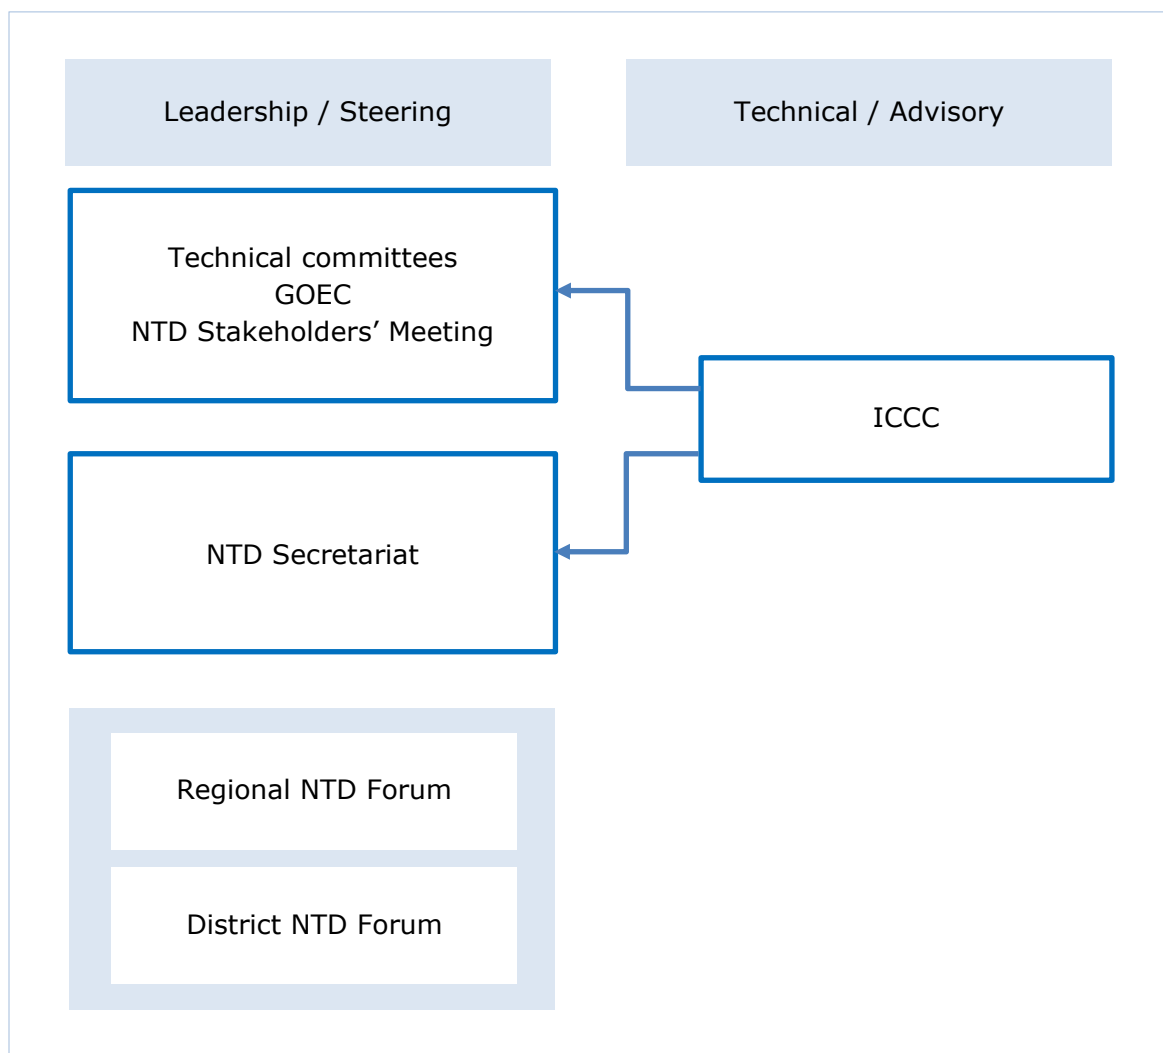 Leadership / Steering
Technical / Advisory
Technical committees
GOEC
NTD Stakeholders’ Meeting
ICCC
NTD Secretariat
Regional NTD Forum
District NTD Forum